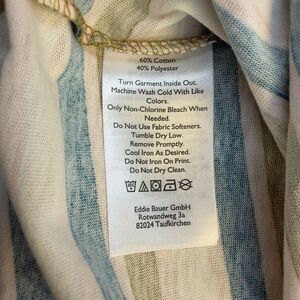 60% Cotton
40% Polyester
Turn Garment Inside Out.
Machine Wash Cold With Like
Colors.
Only Non-Chlorine Bleach When
Needed.
Do Not Use Fabric Softeners.
Tumble Dry Low.
Remove Promptly.
Cool Iron As Desired.
Do Not Iron On Print.
Do Not Dry Clean.
Eddie Bauer GmbH
Rotwandweg 3a
82024 Taufkirchen